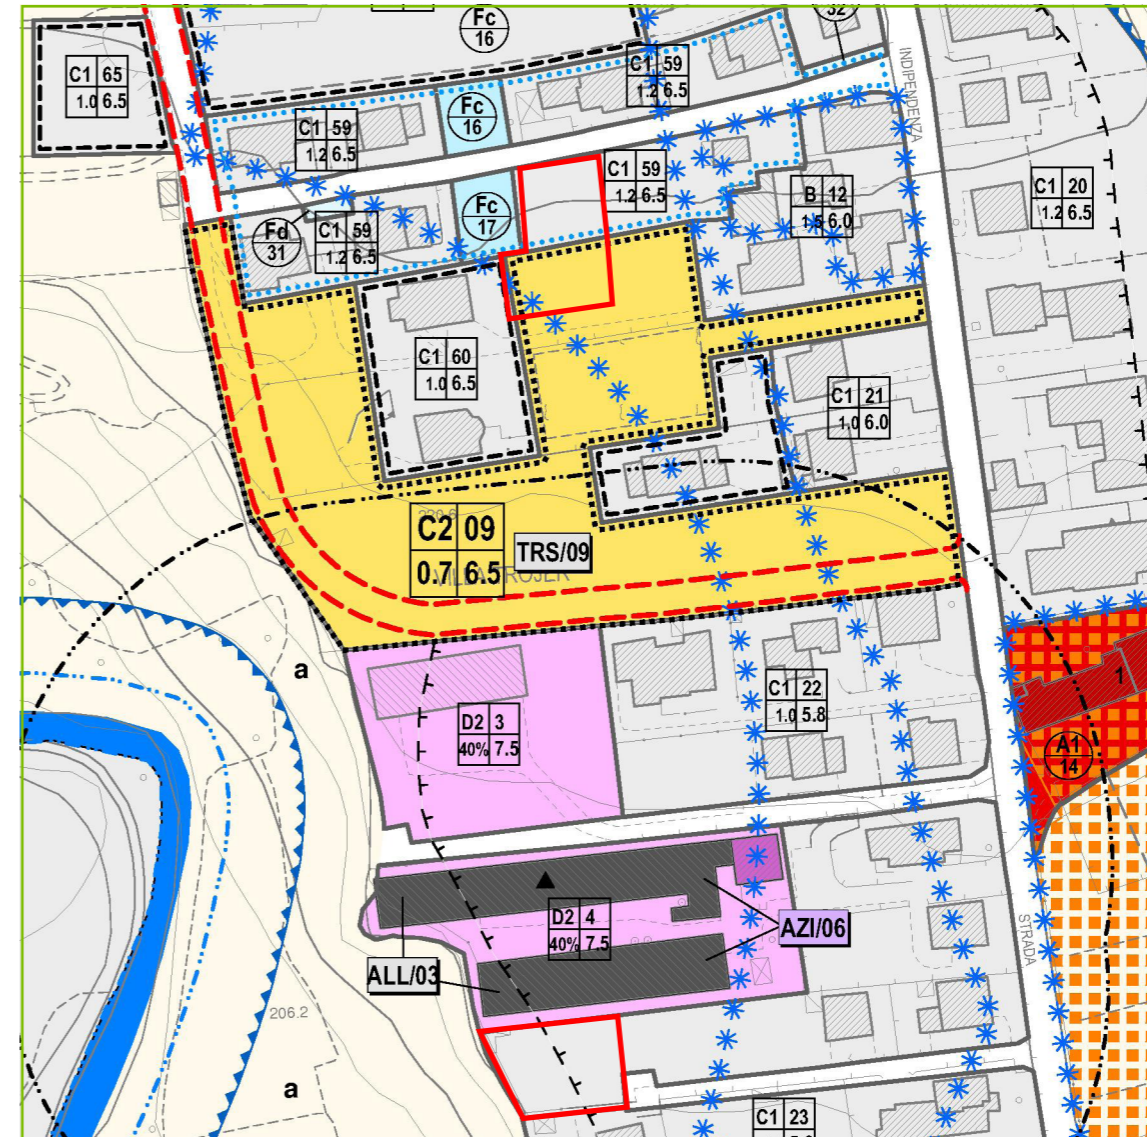 Fc
16
32
C1 65
1.0 6.5
C1 59
1.2 6.5
Fc
16
C1 59
1.2 6.5
INDIPENDENZA
C1 59
1.2 6.5
Fc
17
Fd
31
C1 59
1.2 6.5
B 12
1.5 6.0
C1 20
1.2 6.5
C1 60
1.0 6.5
C1 21
1.0 6.0
C2 09
0.7 6.5
TRS/09
a
D2 3
40% 7.5
C1 22
1.0 5.8
1
A1
14
D2 4
40% 7.5
AZI/06
ALL/03
STRADA
206.2
a
C1 23